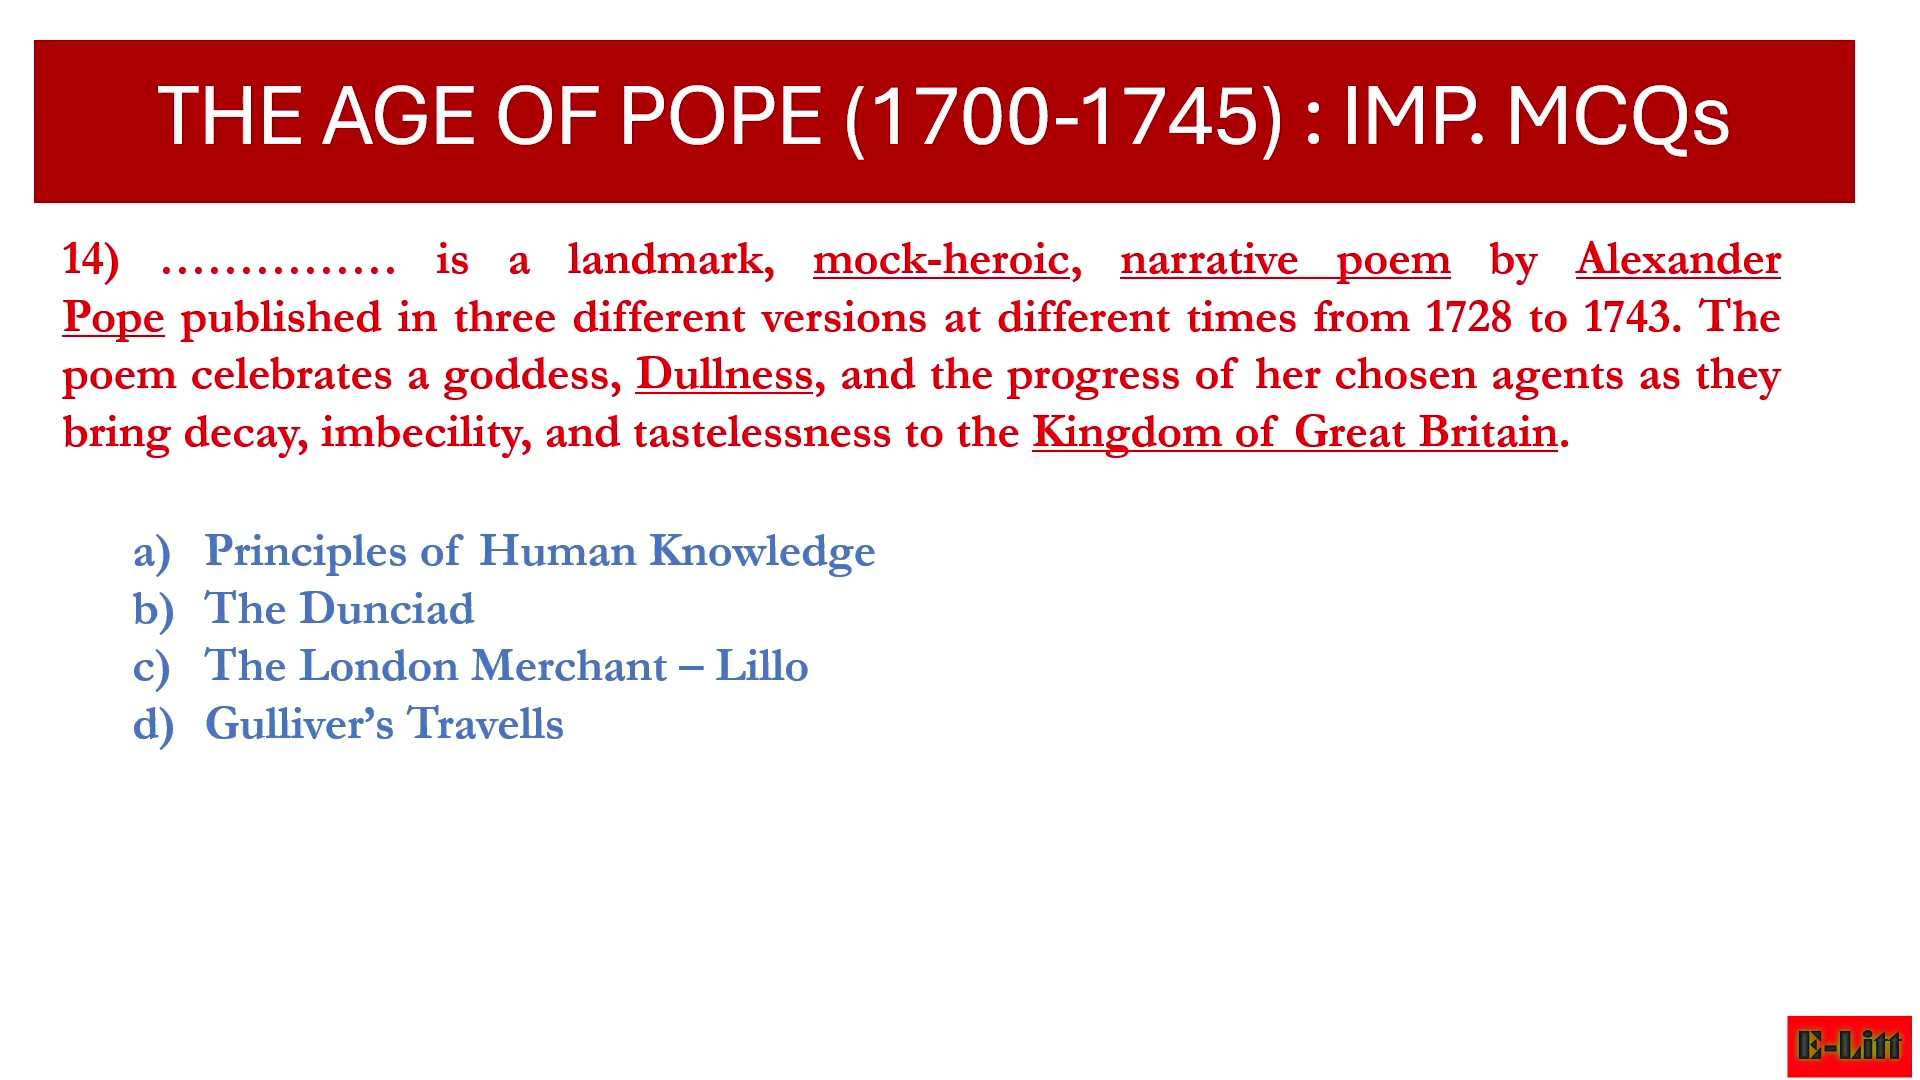 THE AGE OF POPE (1700-1745) : IMP. MCQs
14) …………… is a landmark, mock-heroic, narrative poem by Alexander
Pope published in three different versions at different times from 1728 to 1743. The
poem celebrates a goddess, Dullness, and the progress of her chosen agents as they
bring decay, imbecility, and tastelessness to the Kingdom of Great Britain.
a) Principles of Human Knowledge
b) The Dunciad
c) The London Merchant – Lillo
d) Gulliver’s Travells
E-Litt